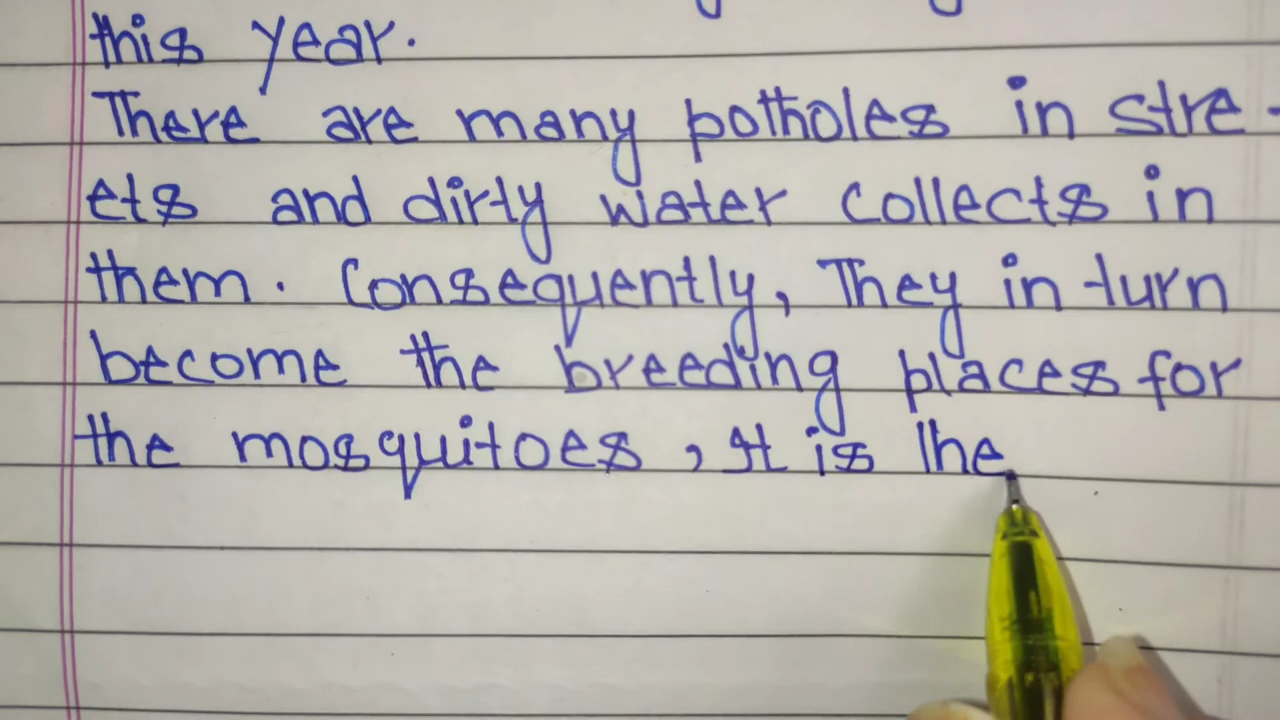 this year.
There are many potholes in stre-
ets and dirty water collects in
them. Consequently, They in turn
become the breeding places for
the mosquitoes, It is the